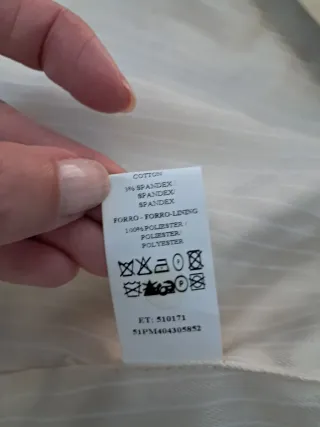 COTTON
3% SPANDEX /
SPANDEX/
SPANDEX
FORRO - FORRO-LINING
100% POLIESTER /
POLIESTER/
POLYESTER
ET: 510171
51PM404305852